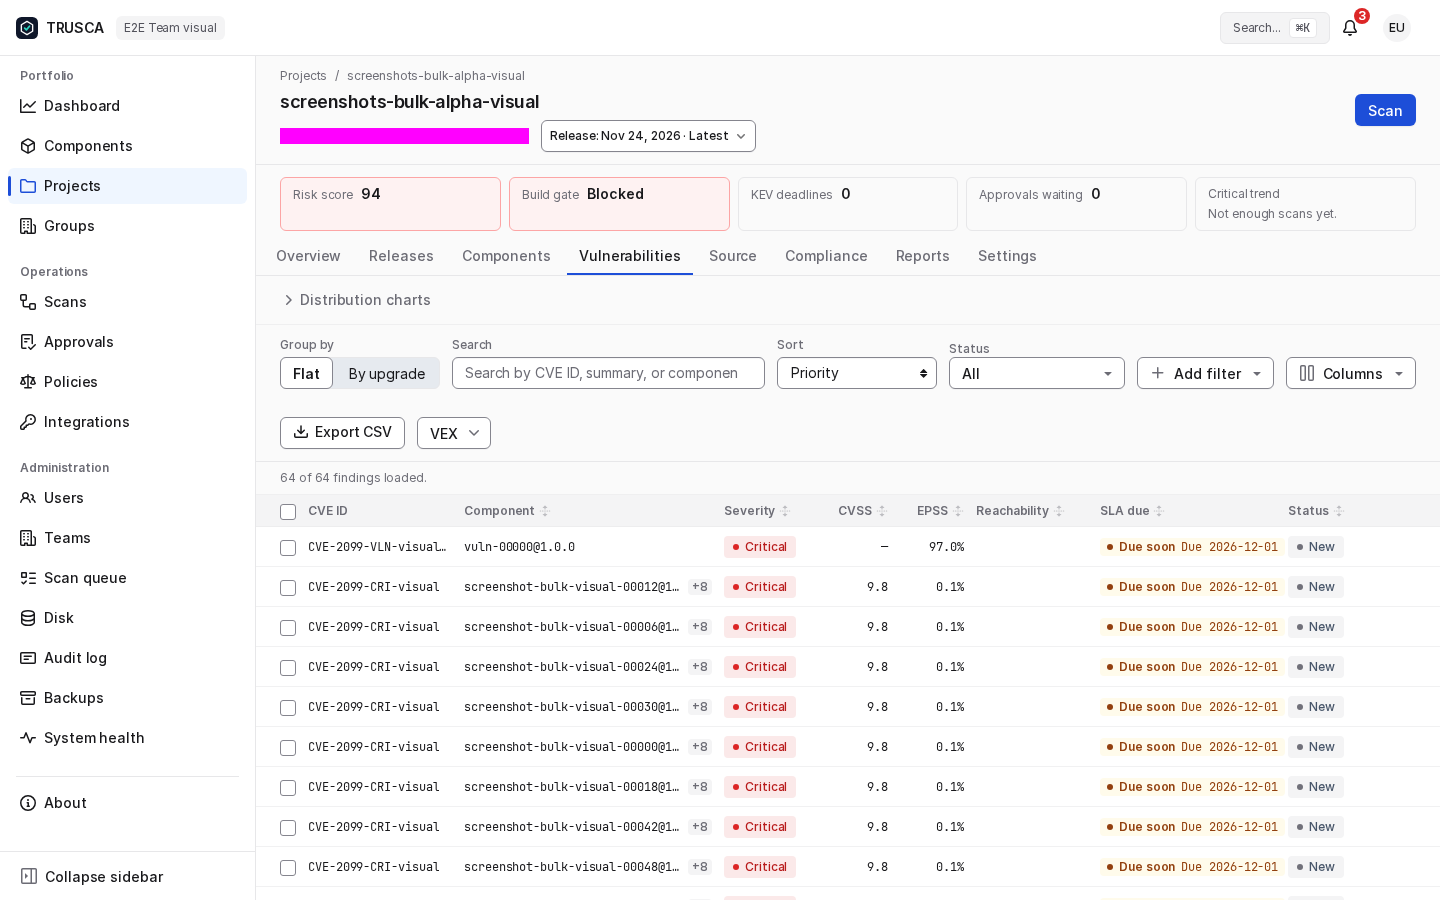 TRUSCA
E2E Team visual
Search...
⌘K
3
EU
Portfolio
Dashboard
Components
Projects
Groups
Operations
Scans
Approvals
Policies
Integrations
Administration
Users
Teams
Scan queue
Disk
Audit log
Backups
System health
About
Collapse sidebar
Projects / screenshots-bulk-alpha-visual
screenshots-bulk-alpha-visual
Release: Nov 24, 2026 · Latest
Scan
Risk score 94
Build gate Blocked
KEV deadlines 0
Approvals waiting 0
Critical trend
Not enough scans yet.
Overview Releases Components Vulnerabilities Source Compliance Reports Settings
Distribution charts
Group by Search Sort Status
Flat By upgrade Search by CVE ID, summary, or componen Priority All Add filter Columns
Export CSV VEX
64 of 64 findings loaded.
CVE ID Component Severity CVSS EPSS Reachability SLA due Status
CVE-2099-VLN-visual… vuln-00000@1.0.0 Critical — 97.0% Due soon Due 2026-12-01 New
CVE-2099-CRI-visual screenshot-bulk-visual-00012@1… +8 Critical 9.8 0.1% Due soon Due 2026-12-01 New
CVE-2099-CRI-visual screenshot-bulk-visual-00006@1… +8 Critical 9.8 0.1% Due soon Due 2026-12-01 New
CVE-2099-CRI-visual screenshot-bulk-visual-00024@1… +8 Critical 9.8 0.1% Due soon Due 2026-12-01 New
CVE-2099-CRI-visual screenshot-bulk-visual-00030@1… +8 Critical 9.8 0.1% Due soon Due 2026-12-01 New
CVE-2099-CRI-visual screenshot-bulk-visual-00000@1… +8 Critical 9.8 0.1% Due soon Due 2026-12-01 New
CVE-2099-CRI-visual screenshot-bulk-visual-00018@1… +8 Critical 9.8 0.1% Due soon Due 2026-12-01 New
CVE-2099-CRI-visual screenshot-bulk-visual-00042@1… +8 Critical 9.8 0.1% Due soon Due 2026-12-01 New
CVE-2099-CRI-visual screenshot-bulk-visual-00048@1… +8 Critical 9.8 0.1% Due soon Due 2026-12-01 New